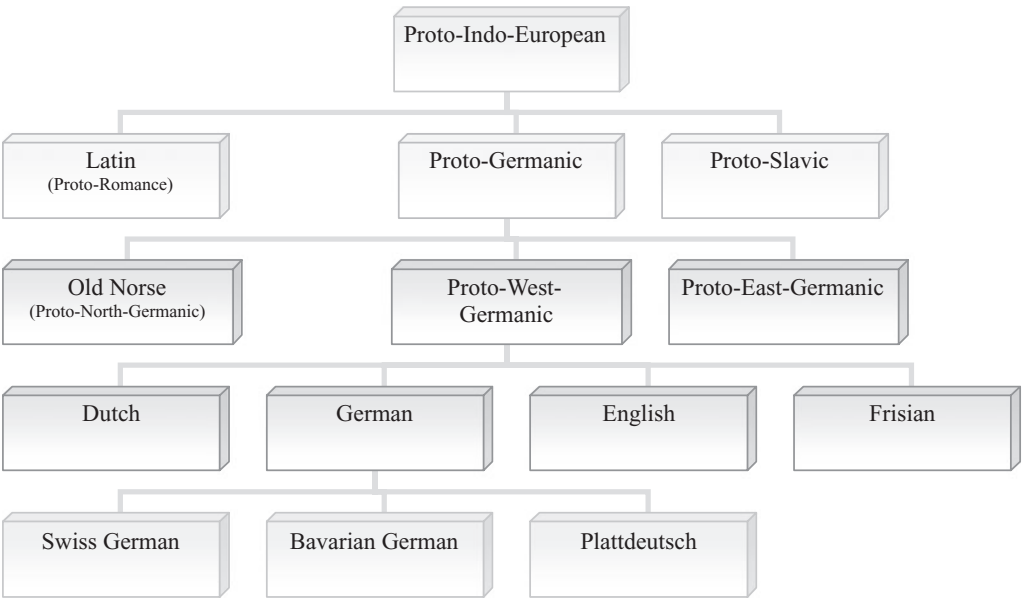 Proto-Indo-European
Latin
(Proto-Romance)
Proto-Germanic
Proto-Slavic
Old Norse
(Proto-North-Germanic)
Proto-West-
Germanic
Proto-East-Germanic
Dutch
German
English
Frisian
Swiss German
Bavarian German
Plattdeutsch